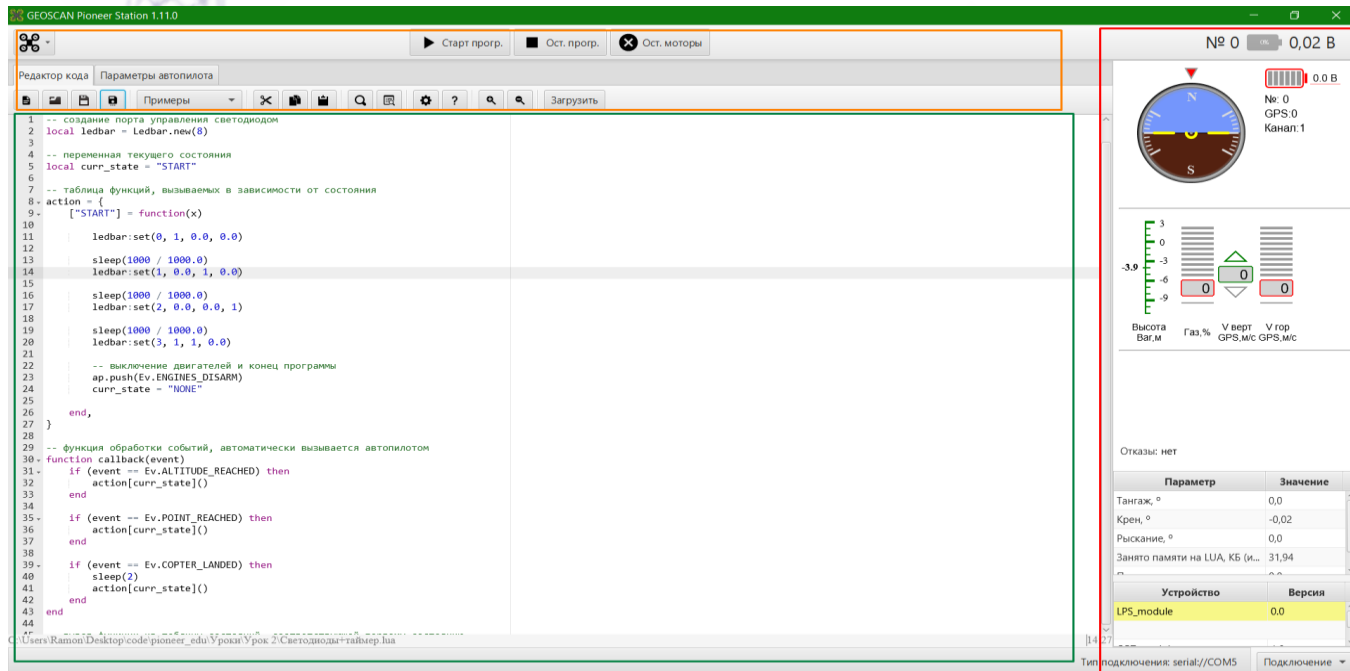 GEOSCAN Pioneer Station 1.11.0
Старт прогр. Ост. прогр. Ост. моторы
№ 0 0% 0,02 В
Редактор кода Параметры автопилота
Примеры ? Загрузить
1 -- создание порта управления светодиодом
2 local ledbar = Ledbar.new(8)
3
4 -- переменная текущего состояния
5 local curr_state = "START"
6
7 -- таблица функций, вызываемых в зависимости от состояния
8 action = {
9 ["START"] = function(x)
10
11 ledbar:set(0, 1, 0.0, 0.0)
12
13 sleep(1000 / 1000.0)
14 ledbar:set(1, 0.0, 1, 0.0)
15
16 sleep(1000 / 1000.0)
17 ledbar:set(2, 0.0, 0.0, 1)
18
19 sleep(1000 / 1000.0)
20 ledbar:set(3, 1, 1, 0.0)
21
22 -- выключение двигателей и конец программы
23 ap.push(Ev.ENGINES_DISARM)
24 curr_state = "NONE"
25
26 end,
27 }
28
29 -- функция обработки событий, автоматически вызывается автопилотом
30 function callback(event)
31 if (event == Ev.ALTITUDE_REACHED) then
32 action[curr_state]()
33 end
34
35 if (event == Ev.POINT_REACHED) then
36 action[curr_state]()
37 end
38
39 if (event == Ev.COPTER_LANDED) then
40 sleep(2)
41 action[curr_state]()
42 end
43 end
44
C:\Users\Ramon\Desktop\code\pioneer_edu\Уроки\Урок 2\Светодиоды+таймер.lua
14:27
N
S
0.0 В
№: 0
GPS:0
Канал:1
3
0
-3
-6
-9
-3.9
0 0 0
Высота Ваг,м
Газ,%
V верт GPS,м/с
V гор GPS,м/с
Отказы: нет
Параметр Значение
Тангаж, ° 0,0
Крен, ° -0,02
Рыскание, ° 0,0
Занято памяти на LUA, КБ (и... 31,94
Устройство Версия
LPS_module 0.0
Тип подключения: serial://COM5 Подключение